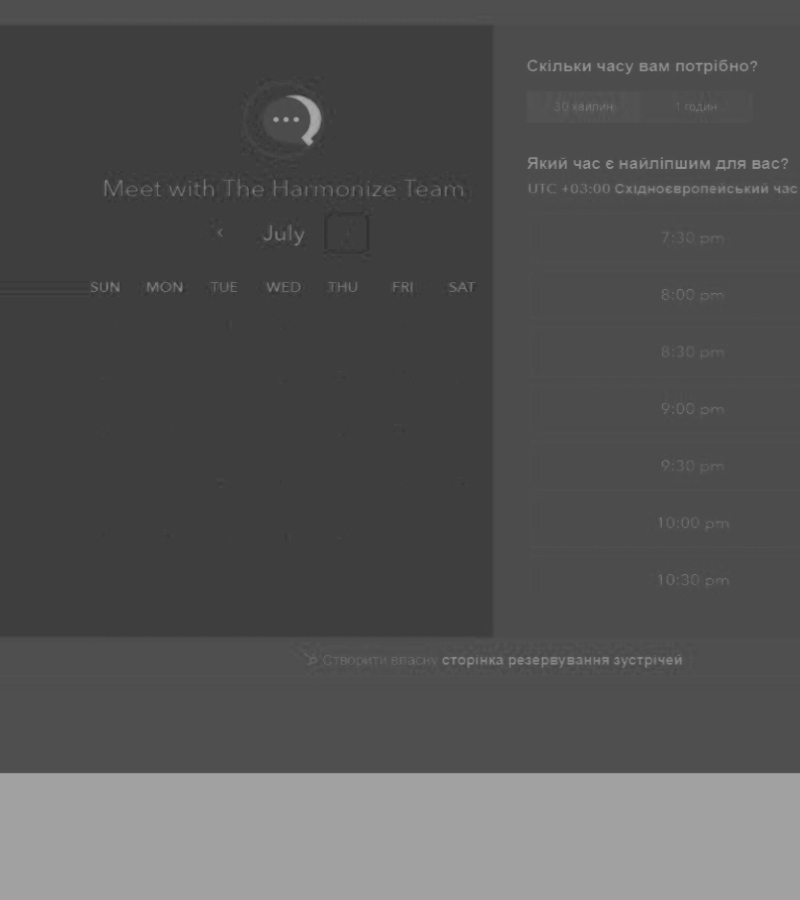 Meet with The Harmonize Team
‹ July
SUN MON TUE WED THU FRI SAT
Скільки часу вам потрібно?
30 хвилин 1 годин
Який час є найліпшим для вас?
UTC +03:00 Східноєвропейський час
7:30 pm
8:00 pm
8:30 pm
9:00 pm
9:30 pm
10:00 pm
10:30 pm
Створити власну сторінка резервування зустрічей